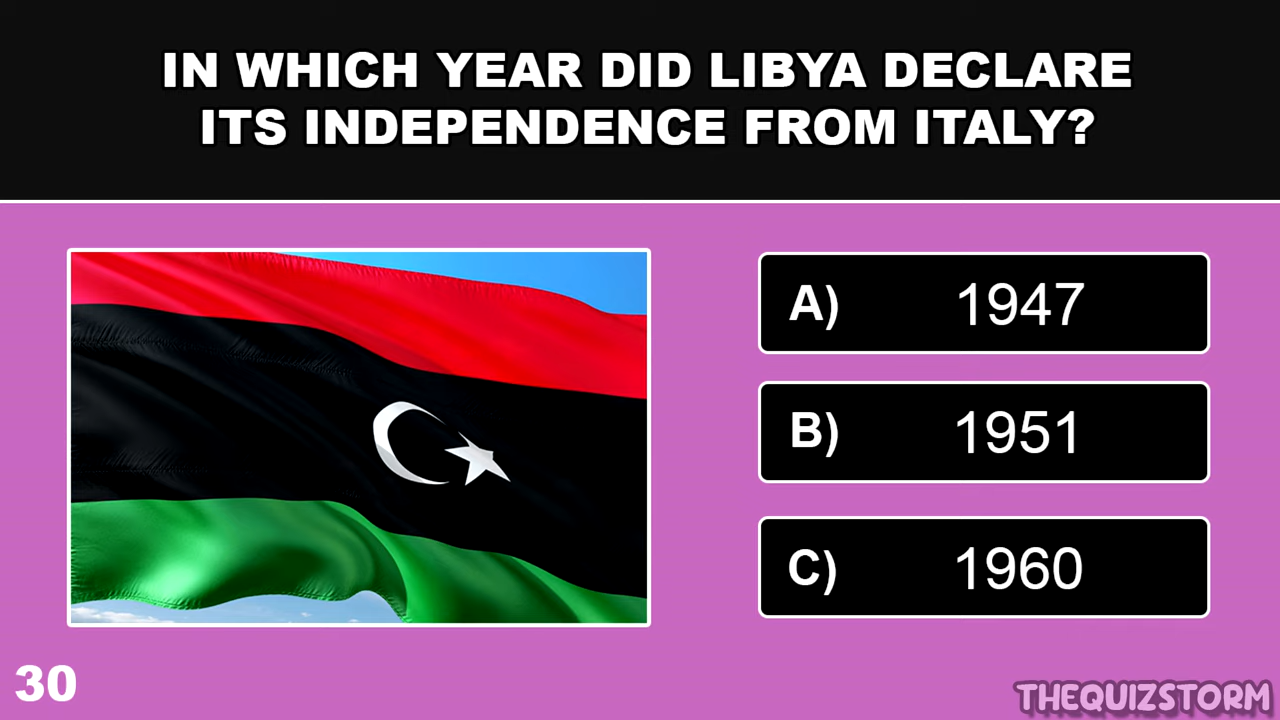 IN WHICH YEAR DID LIBYA DECLARE
ITS INDEPENDENCE FROM ITALY?
A) 1947
B) 1951
C) 1960
30
THEQUIZSTORM